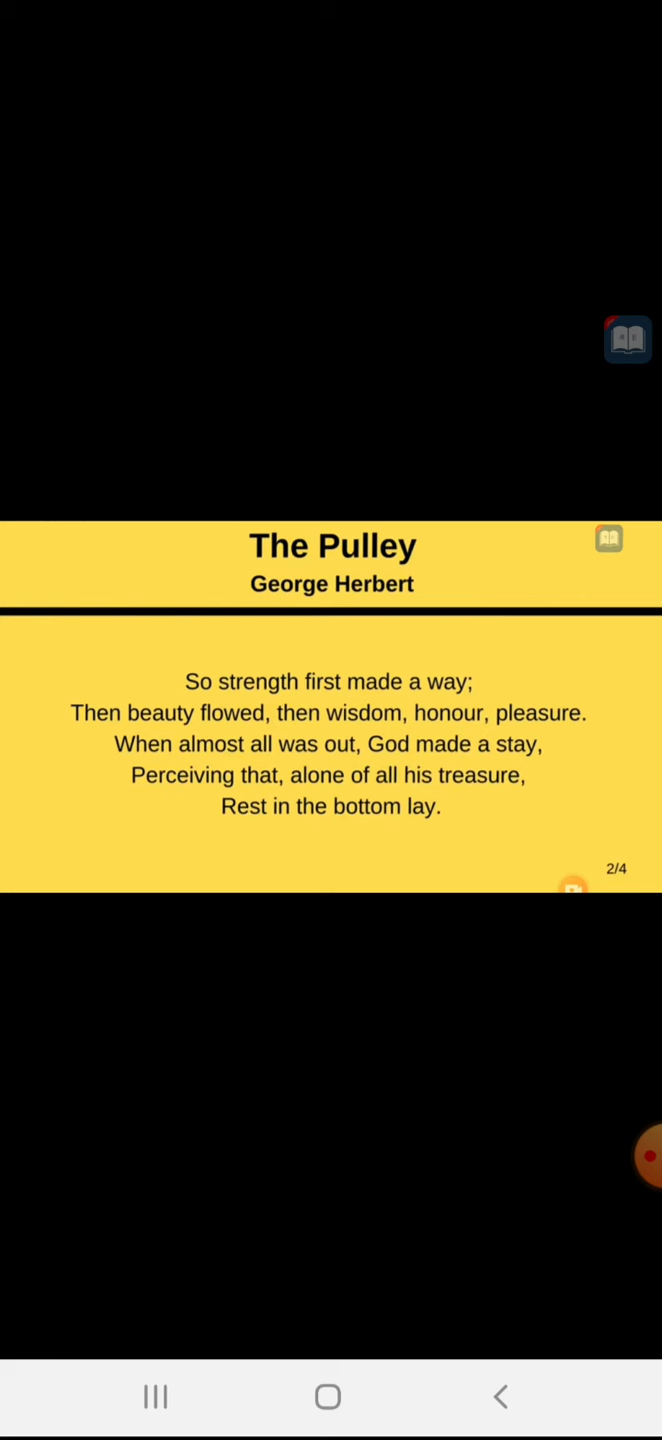 The Pulley
George Herbert
So strength first made a way;
Then beauty flowed, then wisdom, honour, pleasure.
When almost all was out, God made a stay,
Perceiving that, alone of all his treasure,
Rest in the bottom lay.
2/4